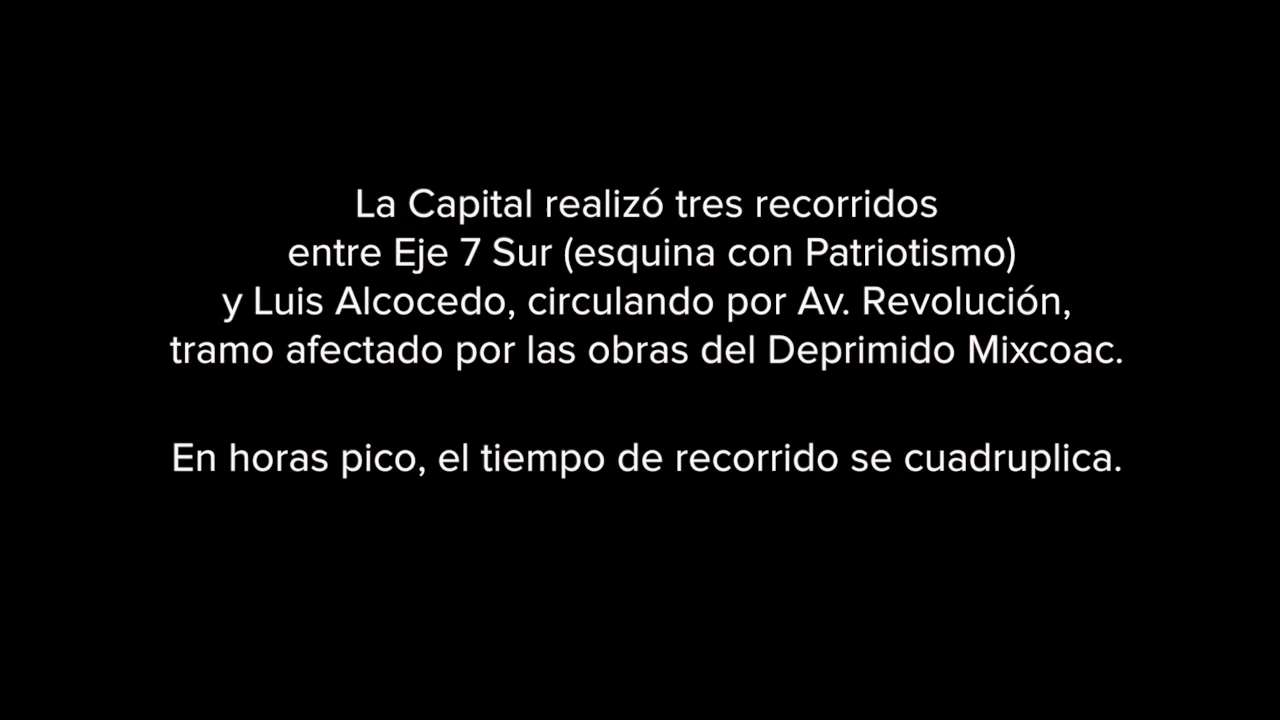 La Capital realizó tres recorridos
entre Eje 7 Sur (esquina con Patriotismo)
y Luis Alcocedo, circulando por Av. Revolución,
tramo afectado por las obras del Deprimido Mixcoac.
En horas pico, el tiempo de recorrido se cuadruplica.